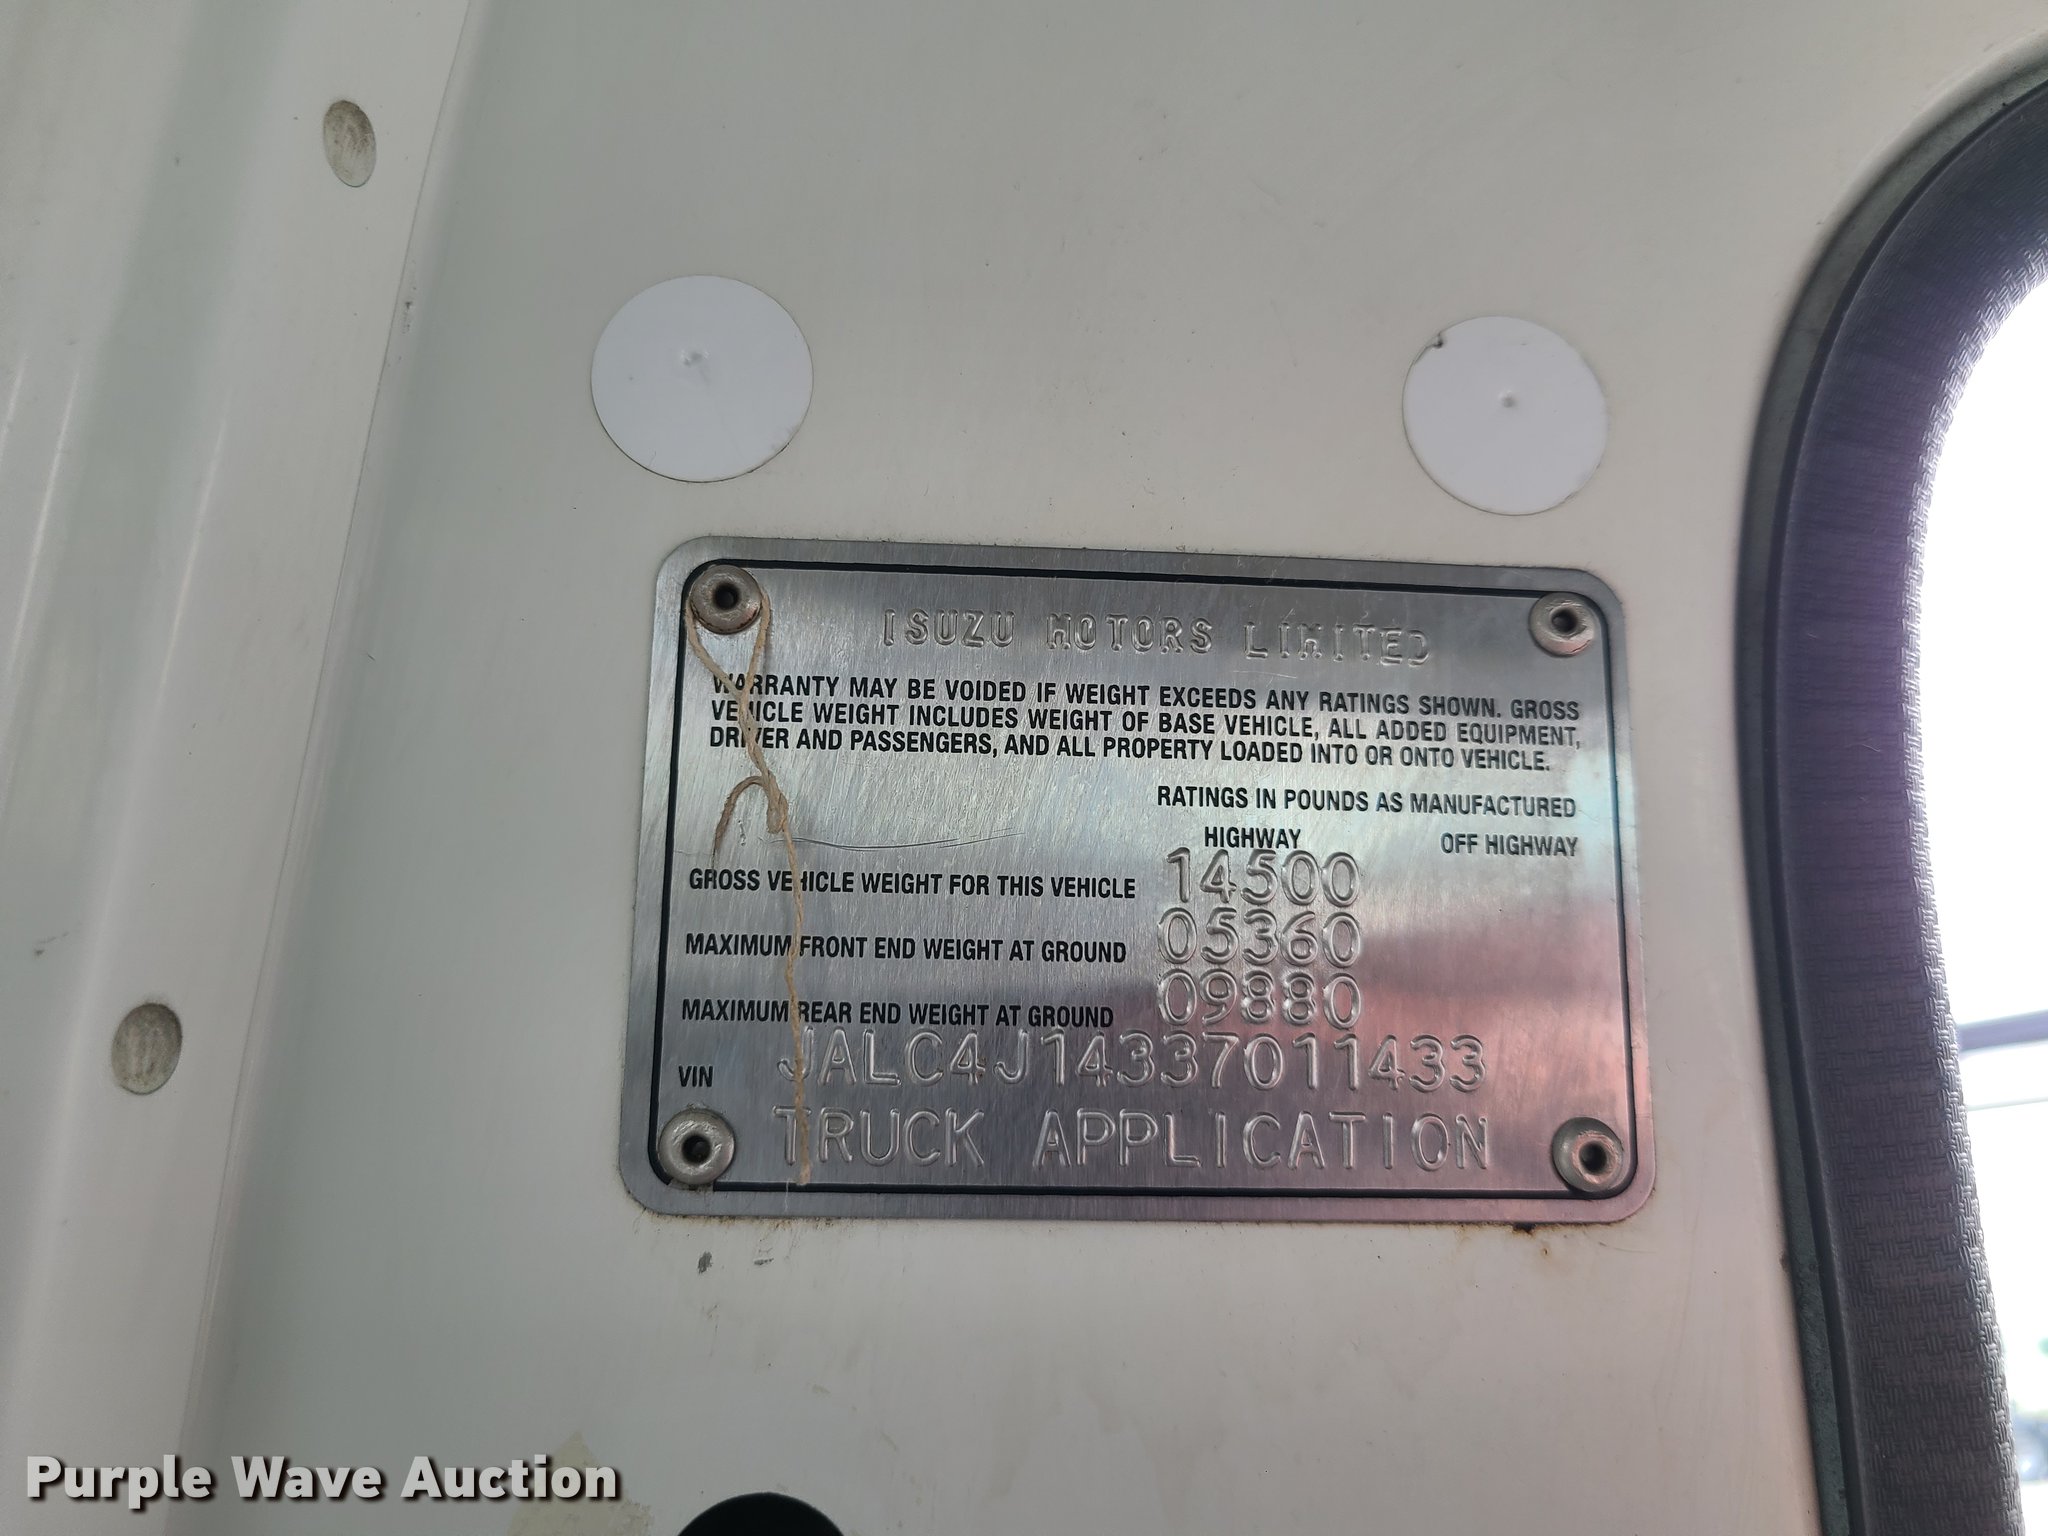 ISUZU MOTORS LIMITED
WARRANTY MAY BE VOIDED IF WEIGHT EXCEEDS ANY RATINGS SHOWN. GROSS
VEHICLE WEIGHT INCLUDES WEIGHT OF BASE VEHICLE, ALL ADDED EQUIPMENT,
DRIVER AND PASSENGERS, AND ALL PROPERTY LOADED INTO OR ONTO VEHICLE.
RATINGS IN POUNDS AS MANUFACTURED
HIGHWAY OFF HIGHWAY
GROSS VEHICLE WEIGHT FOR THIS VEHICLE 14500
MAXIMUM FRONT END WEIGHT AT GROUND 05360
MAXIMUM REAR END WEIGHT AT GROUND 09880
VIN JALC4J14337011433
TRUCK APPLICATION
Purple Wave Auction